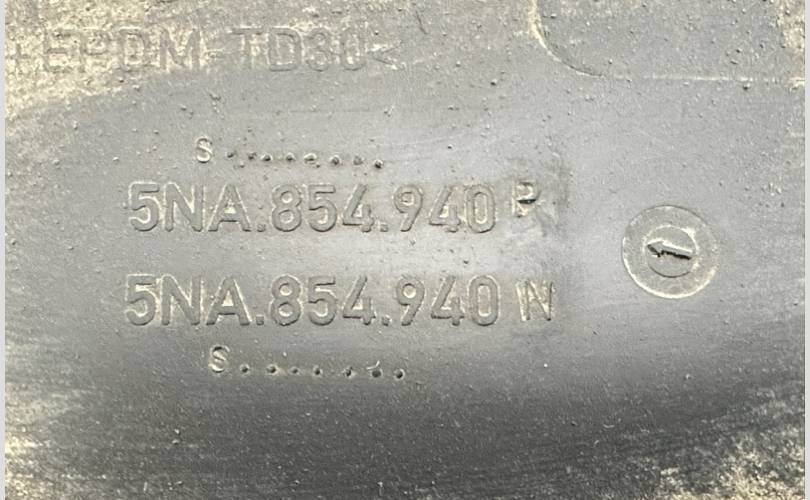 +EPDM-TD30<
S........
5NA.854.940 P
5NA.854.940 N
S.......